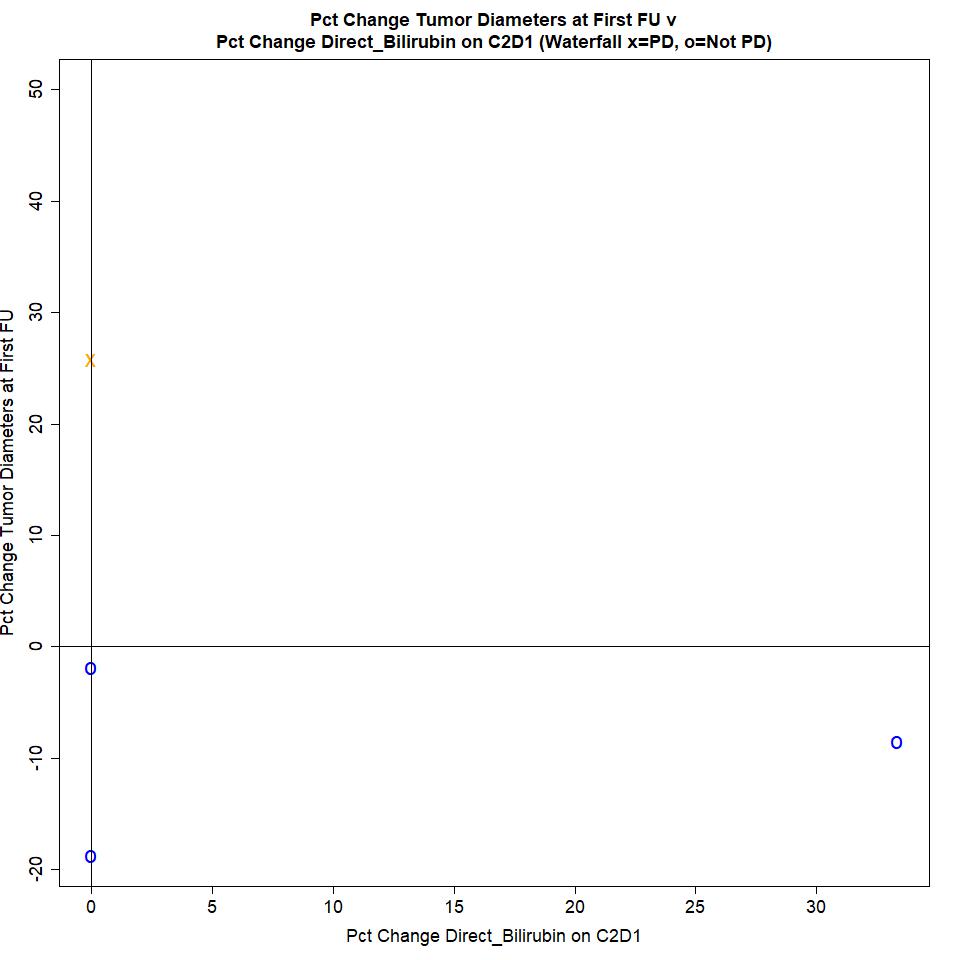 Pct Change Tumor Diameters at First FU v
Pct Change Direct_Bilirubin on C2D1 (Waterfall x=PD, o=Not PD)
Pct Change Tumor Diameters at First FU
50
40
30
20
10
0
-10
-20
X
O
O
O
0 5 10 15 20 25 30
Pct Change Direct_Bilirubin on C2D1